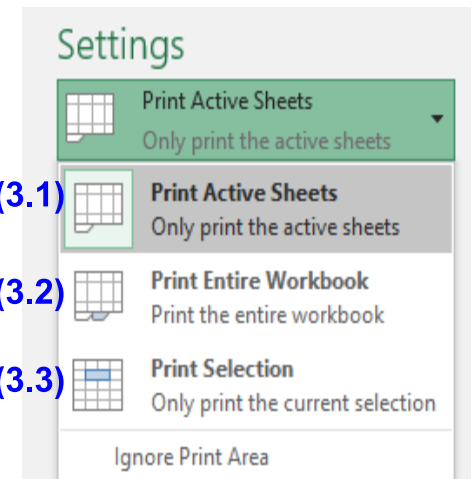 Settings
Print Active Sheets
Only print the active sheets
(3.1) Print Active Sheets
Only print the active sheets
(3.2) Print Entire Workbook
Print the entire workbook
(3.3) Print Selection
Only print the current selection
Ignore Print Area